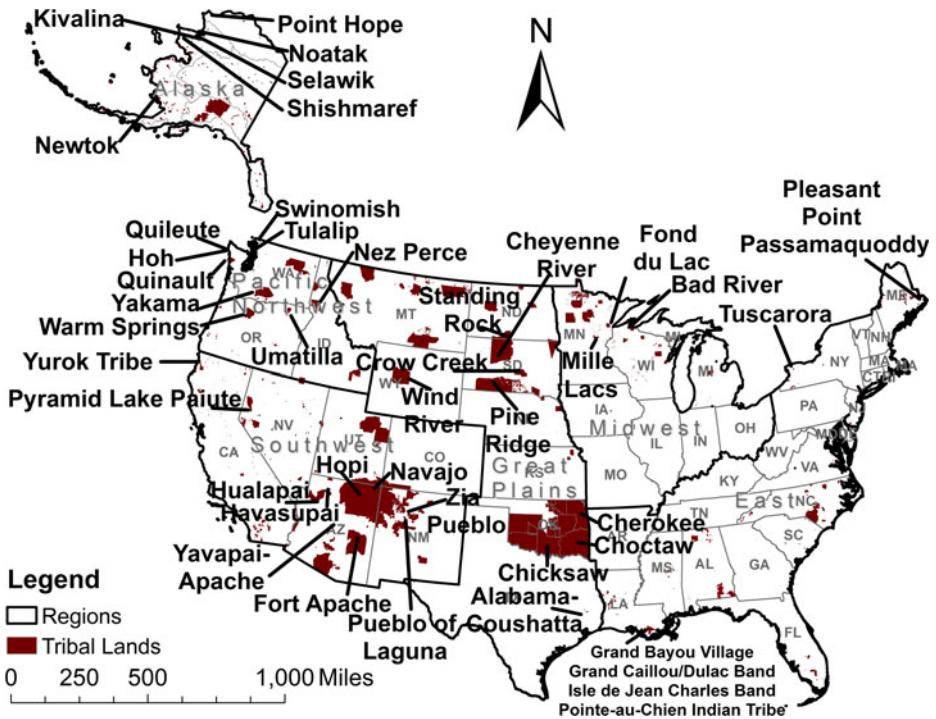 Kivalina
Point Hope
Noatak
Selawik
Shishmaref
Alaska
Newtok
N
Swinomish
Tulalip
Quileute
Hoh
Quinault
Yakama
Warm Springs
Nez Perce
Umatilla
Pacific
Northwest
WA
OR
ID
Yurok Tribe
Pyramid Lake Paiute
Cheyenne
River
Standing
Rock
Crow Creek
Wind
River
Pine
Ridge
MT
ND
SD
WY
Fond
du Lac
Bad River
Mille
Lacs
MN
WI
MI
MI
Pleasant
Point
Passamaquoddy
Tuscarora
ME
VT
NH
NY
MA
CT
PA
NJ
IA
IL
IN
OH
MO
Midwest
WV
VA
KY
TN
NC
SC
East
MS
AL
GA
FL
LA
AR
Great
Plains
KS
OK
Southwest
CA
NV
UT
CO
AZ
NM
Hopi
Navajo
Hualapai
Havasupai
Zia
Pueblo
Yavapai-
Apache
Fort Apache
Pueblo of
Laguna
Cherokee
Choctaw
Chicksaw
Alabama-
Coushatta
Grand Bayou Village
Grand Caillou/Dulac Band
Isle de Jean Charles Band
Pointe-au-Chien Indian Tribe
Legend
Regions
Tribal Lands
0 250 500 1,000 Miles